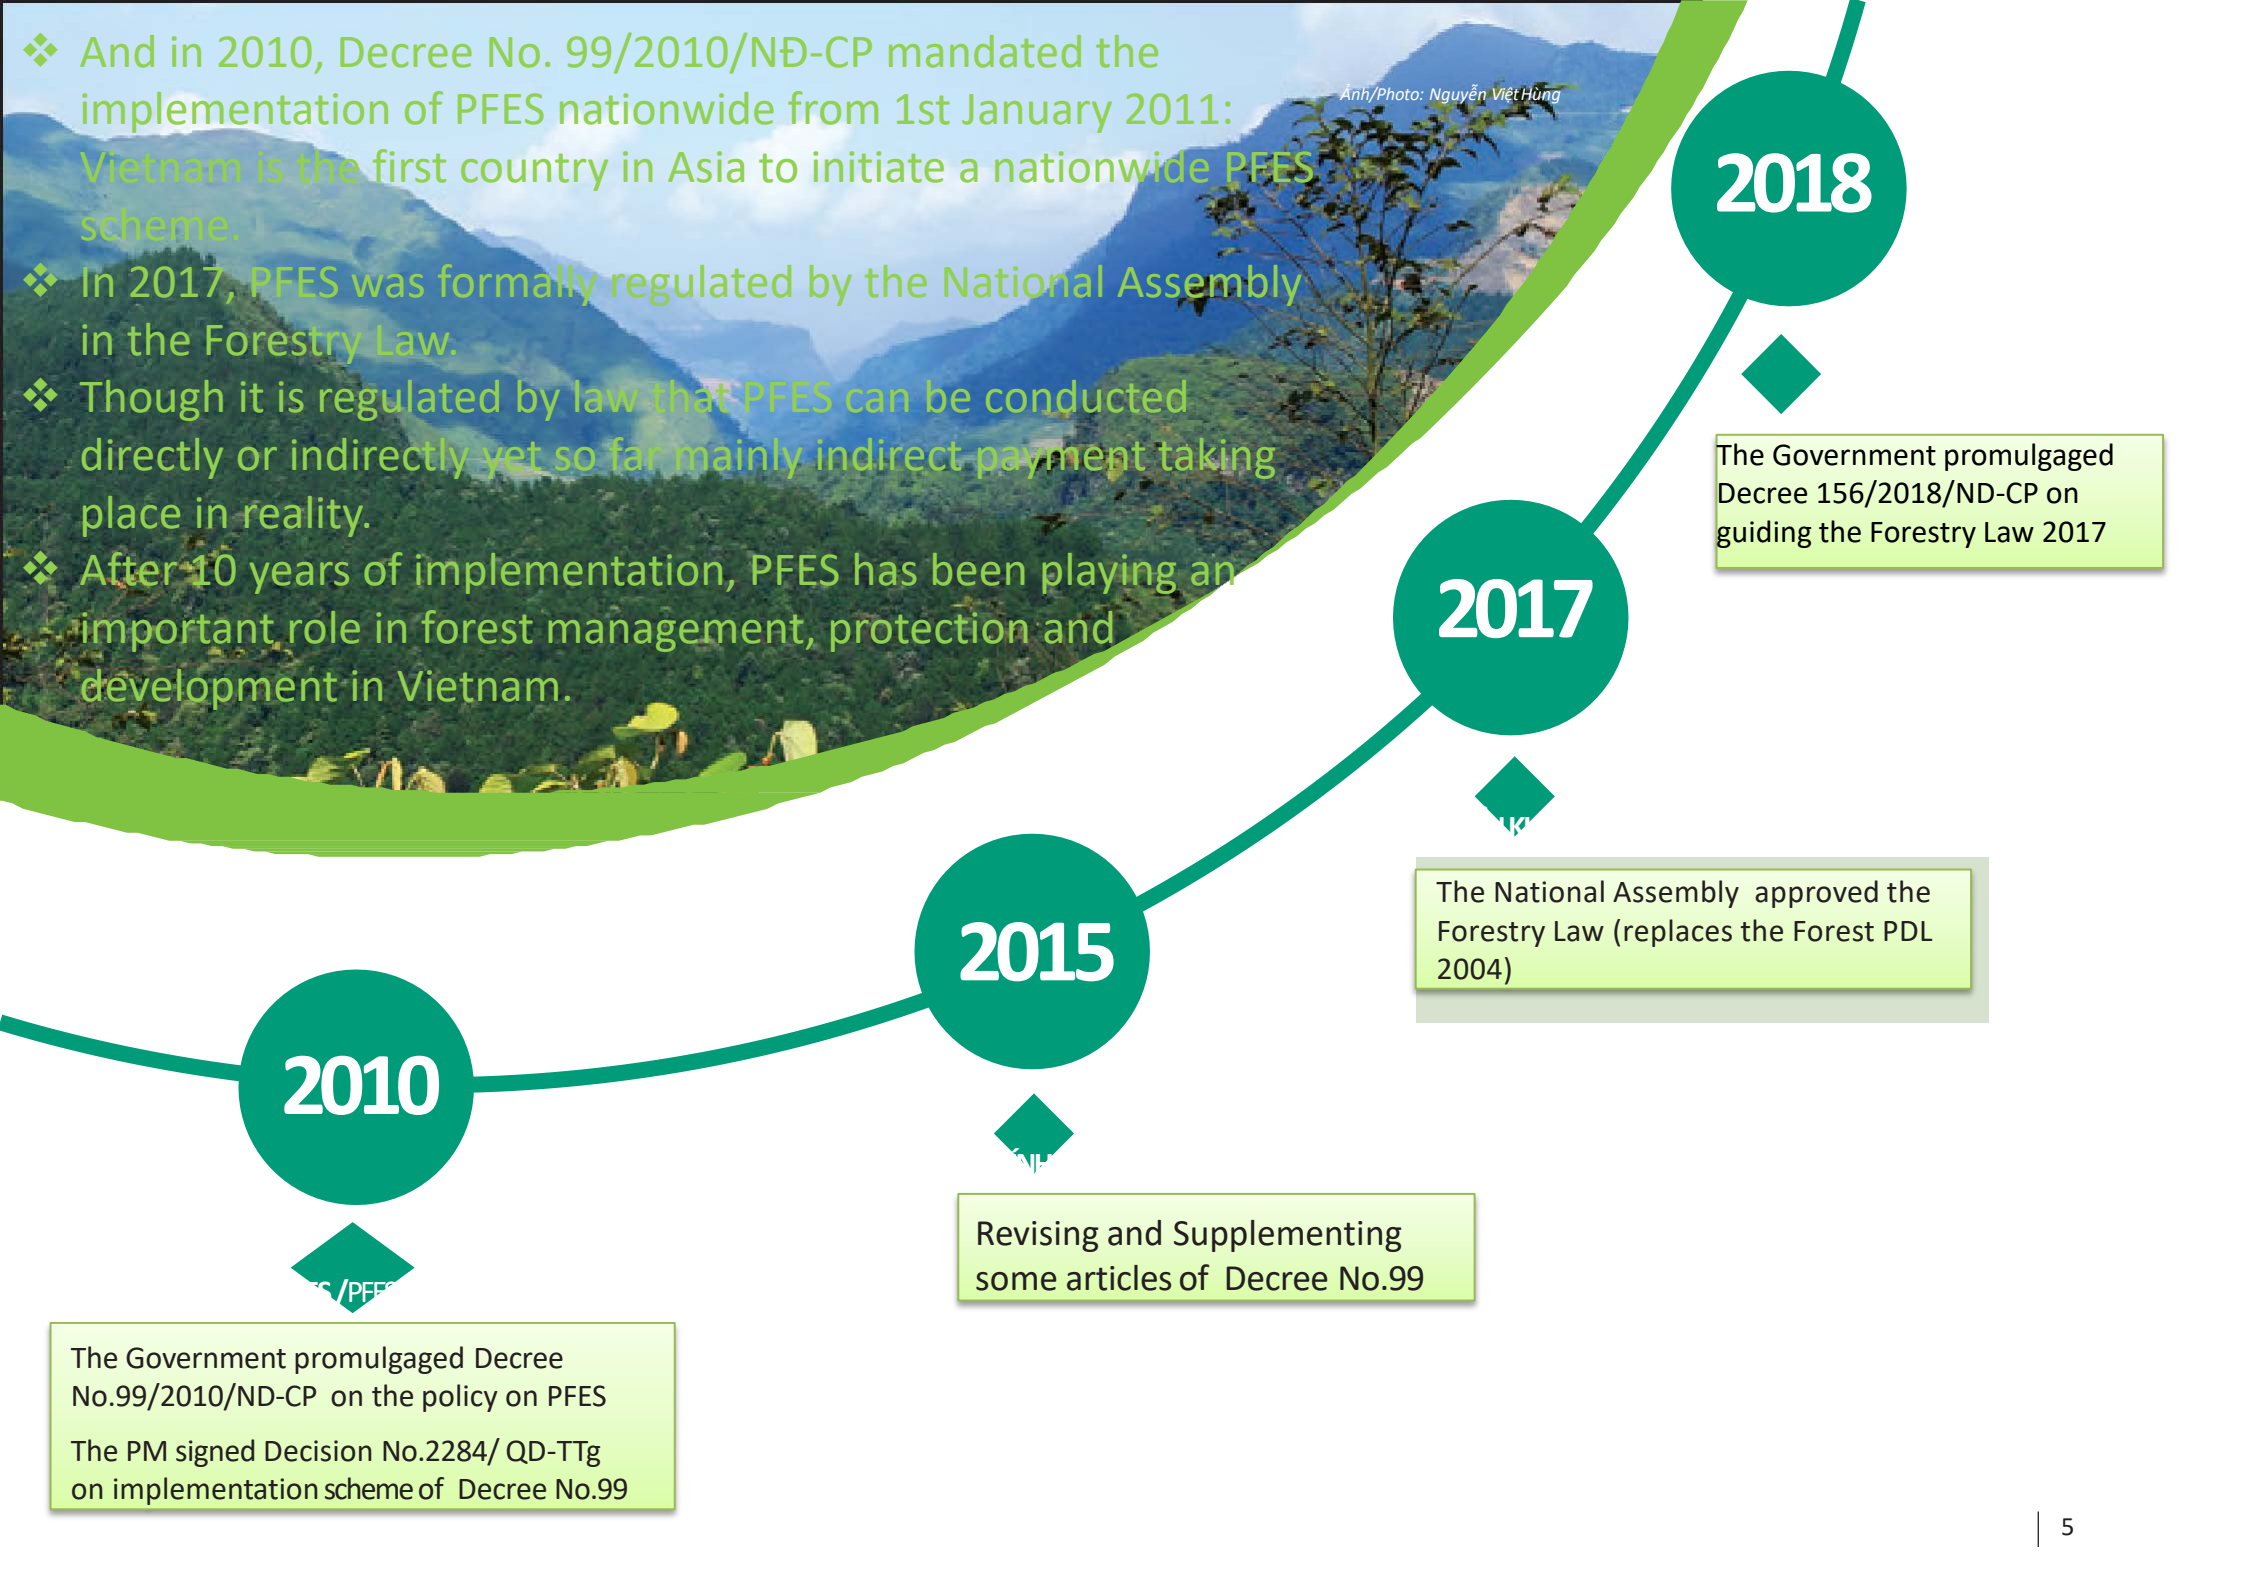 ❖ And in 2010, Decree No. 99/2010/NĐ-CP mandated the
implementation of PFES nationwide from 1st January 2011:
Vietnam is the first country in Asia to initiate a nationwide PFES
scheme.
❖ In 2017, PFES was formally regulated by the National Assembly
in the Forestry Law.
❖ Though it is regulated by law that PFES can be conducted
directly or indirectly yet so far mainly indirect payment taking
place in reality.
❖ After 10 years of implementation, PFES has been playing an
important role in forest management, protection and
development in Vietnam.
Ảnh/Photo: Nguyễn Việt Hùng
2018
The Government promulgaged
Decree 156/2018/ND-CP on
guiding the Forestry Law 2017
2017
The National Assembly approved the
Forestry Law (replaces the Forest PDL
2004)
2015
Revising and Supplementing
some articles of Decree No.99
2010
/PFES
The Government promulgaged Decree
No.99/2010/ND-CP on the policy on PFES
The PM signed Decision No.2284/ QD-TTg
on implementation scheme of Decree No.99
5